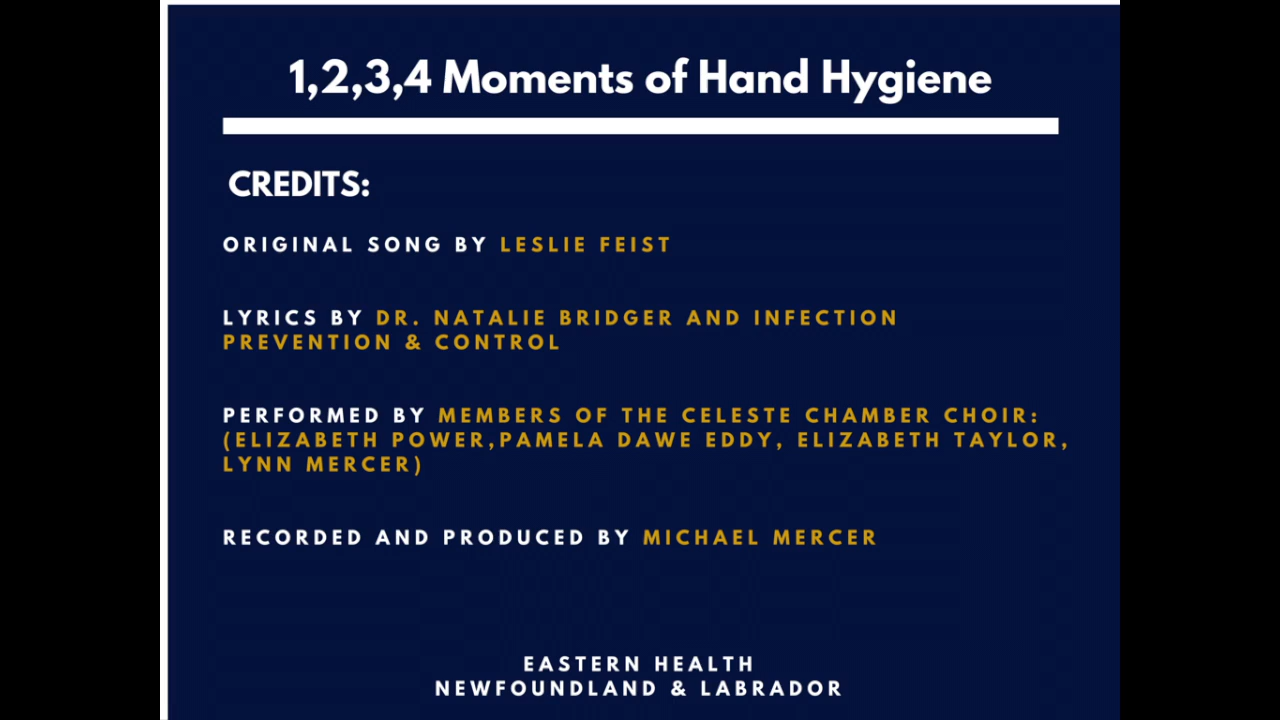 1,2,3,4 Moments of Hand Hygiene
CREDITS:
ORIGINAL SONG BY LESLIE FEIST
LYRICS BY DR. NATALIE BRIDGER AND INFECTION
PREVENTION & CONTROL
PERFORMED BY MEMBERS OF THE CELESTE CHAMBER CHOIR:
(ELIZABETH POWER,PAMELA DAWE EDDY, ELIZABETH TAYLOR,
LYNN MERCER)
RECORDED AND PRODUCED BY MICHAEL MERCER
EASTERN HEALTH
NEWFOUNDLAND & LABRADOR